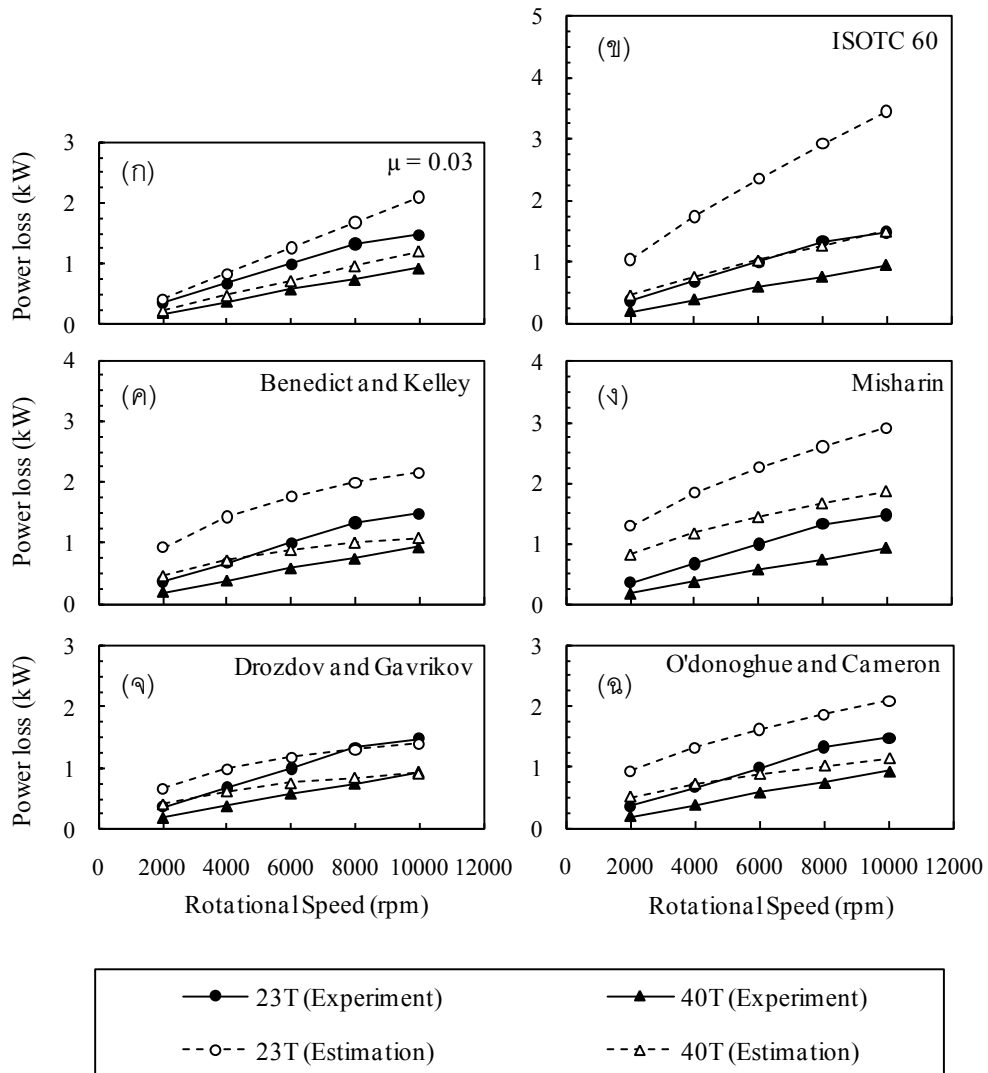 5
(ข)
ISOTC 60
4
3
2
1
0
3
(ก)
μ = 0.03
2
1
0
Power loss (kW)
4
(ค)
Benedict and Kelley
3
2
1
0
Power loss (kW)
4
(ง)
Misharin
3
2
1
0
3
(จ)
Drozdov and Gavrikov
2
1
0
Power loss (kW)
3
(ฉ)
O'donoghue and Cameron
2
1
0
0 2000 4000 6000 8000 10000 12000
Rotational Speed (rpm)
0 2000 4000 6000 8000 10000 12000
Rotational Speed (rpm)
23T (Experiment)
40T (Experiment)
23T (Estimation)
40T (Estimation)